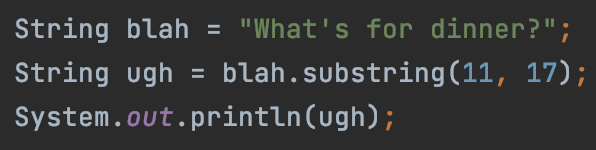 String blah = "What's for dinner?";
String ugh = blah.substring(11, 17);
System.out.println(ugh);